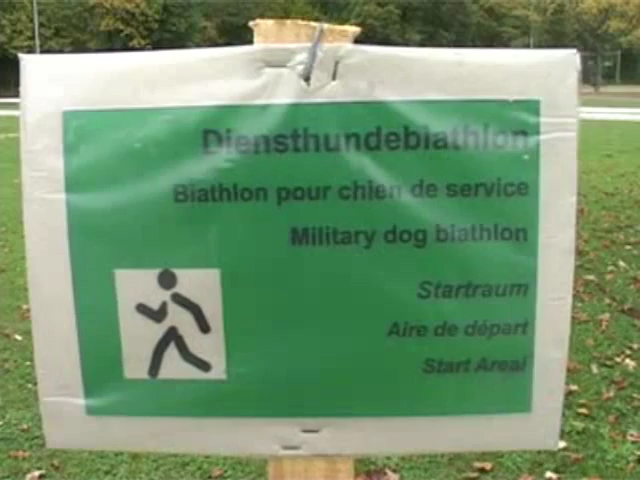 Diensthundebiathlon
Biathlon pour chien de service
Military dog biathlon
Startraum
Aire de départ
Start Areal